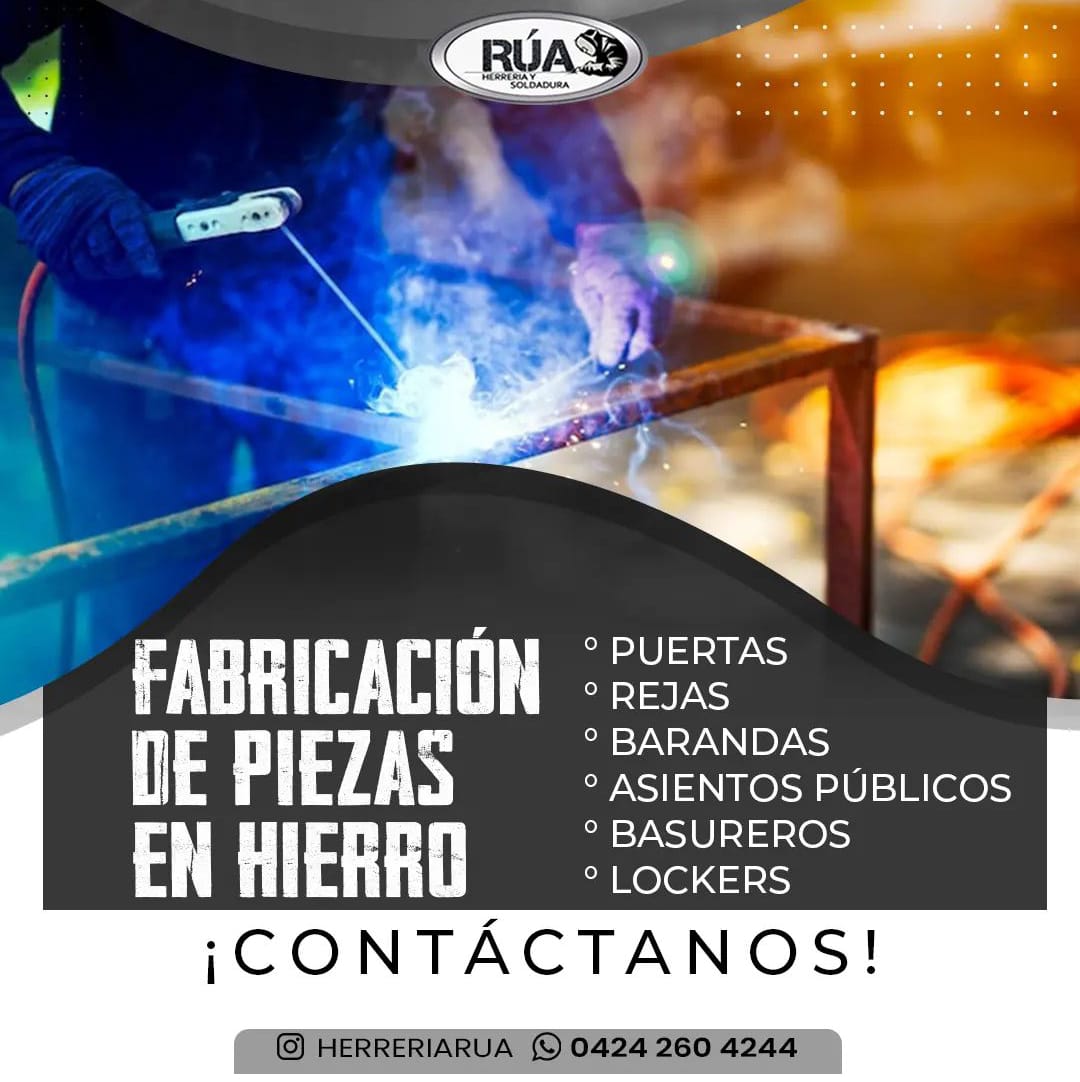 RÚA
HERRERIA Y
SOLDADURA
FABRICACIÓN
DE PIEZAS
EN HIERRO
° PUERTAS
° REJAS
° BARANDAS
° ASIENTOS PÚBLICOS
° BASUREROS
° LOCKERS
¡CONTÁCTANOS!
HERRERIARUA 0424 260 4244